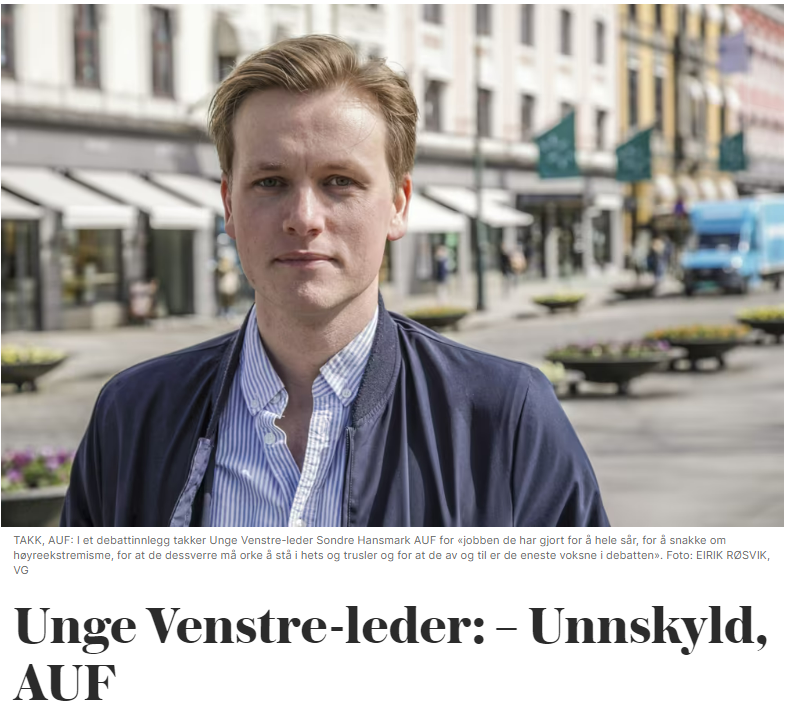 TAKK, AUF: I et debattinnlegg takker Unge Venstre-leder Sondre Hansmark AUF for «jobben de har gjort for å hele sår, for å snakke om
høyreekstremisme, for at de dessverre må orke å stå i hets og trusler og for at de av og til er de eneste voksne i debatten». Foto: EIRIK RØSVIK,
VG
Unge Venstre-leder: – Unnskyld,
AUF